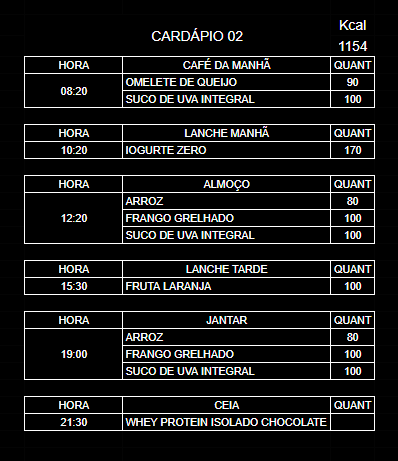 Kcal
CARDÁPIO 02
1154
HORA CAFÉ DA MANHÃ QUANT
08:20
OMELETE DE QUEIJO 90
SUCO DE UVA INTEGRAL 100
HORA LANCHE MANHÃ QUANT
10:20 IOGURTE ZERO 170
HORA ALMOÇO QUANT
12:20
ARROZ 80
FRANGO GRELHADO 100
SUCO DE UVA INTEGRAL 100
HORA LANCHE TARDE QUANT
15:30 FRUTA LARANJA 100
HORA JANTAR QUANT
19:00
ARROZ 80
FRANGO GRELHADO 100
SUCO DE UVA INTEGRAL 100
HORA CEIA QUANT
21:30 WHEY PROTEIN ISOLADO CHOCOLATE